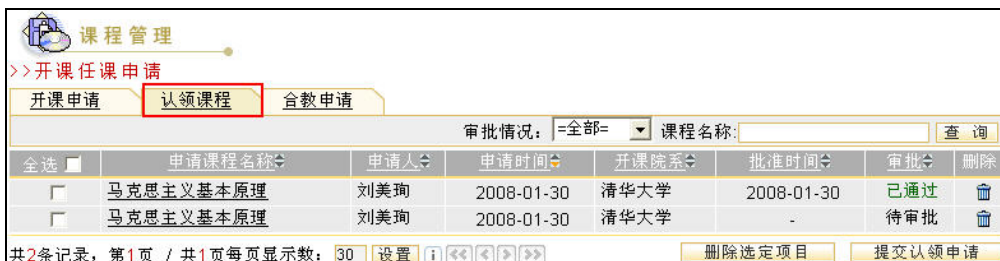 课程管理
>>开课任课申请
开课申请 认领课程 合教申请
审批情况： =全部= 课程名称: 查 询
全选 申请课程名称 申请人 申请时间 开课院系 批准时间 审批 删除
马克思主义基本原理 刘美珣 2008-01-30 清华大学 2008-01-30 已通过
马克思主义基本原理 刘美珣 2008-01-30 清华大学 - 待审批
共2条记录，第1页 / 共1页每页显示数： 30 设置 i << < > >> 删除选定项目 提交认领申请